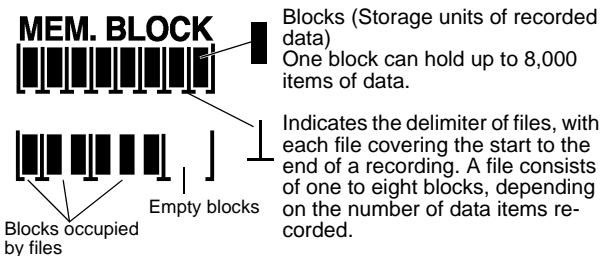 MEM. BLOCK
Blocks (Storage units of recorded
data)
One block can hold up to 8,000
items of data.
Indicates the delimiter of files, with
each file covering the start to the
end of a recording. A file consists
of one to eight blocks, depending
on the number of data items re-
corded.
Empty blocks
Blocks occupied
by files